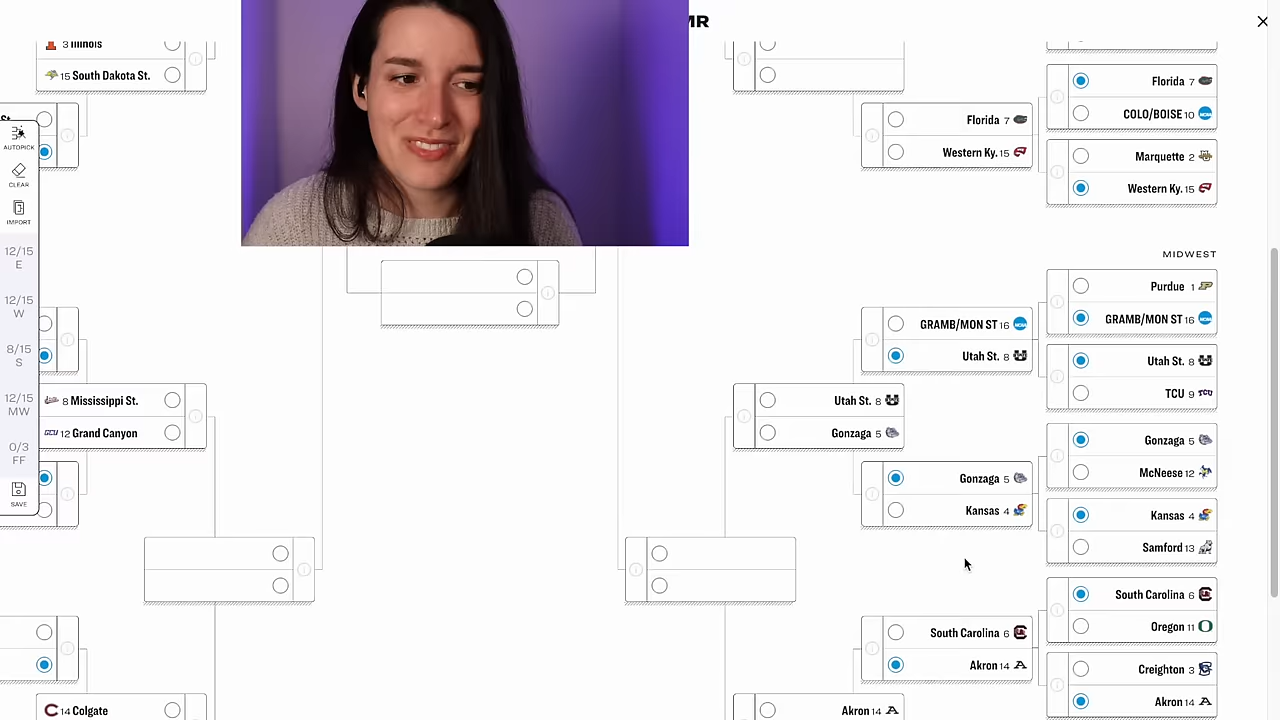 MR
3 Illinois
15 South Dakota St.
St.
AUTOPICK
CLEAR
IMPORT
12/15
E
12/15
W
8/15
S
12/15
MW
0/3
FF
SAVE
8 Mississippi St.
GCU 12 Grand Canyon
14 Colgate
Florida 7
Western Ky. 15
Florida 7
COLO/BOISE 10
Marquette 2
Western Ky. 15
MIDWEST
GRAMB/MON ST 16
Utah St. 8
Purdue 1
GRAMB/MON ST 16
Utah St. 8
TCU 9 TCU
Utah St. 8
Gonzaga 5
Gonzaga 5
Kansas 4
Gonzaga 5
McNeese 12
Kansas 4
Samford 13
South Carolina 6
Oregon 11
South Carolina 6
Akron 14
Creighton 3
Akron 14
Akron 14